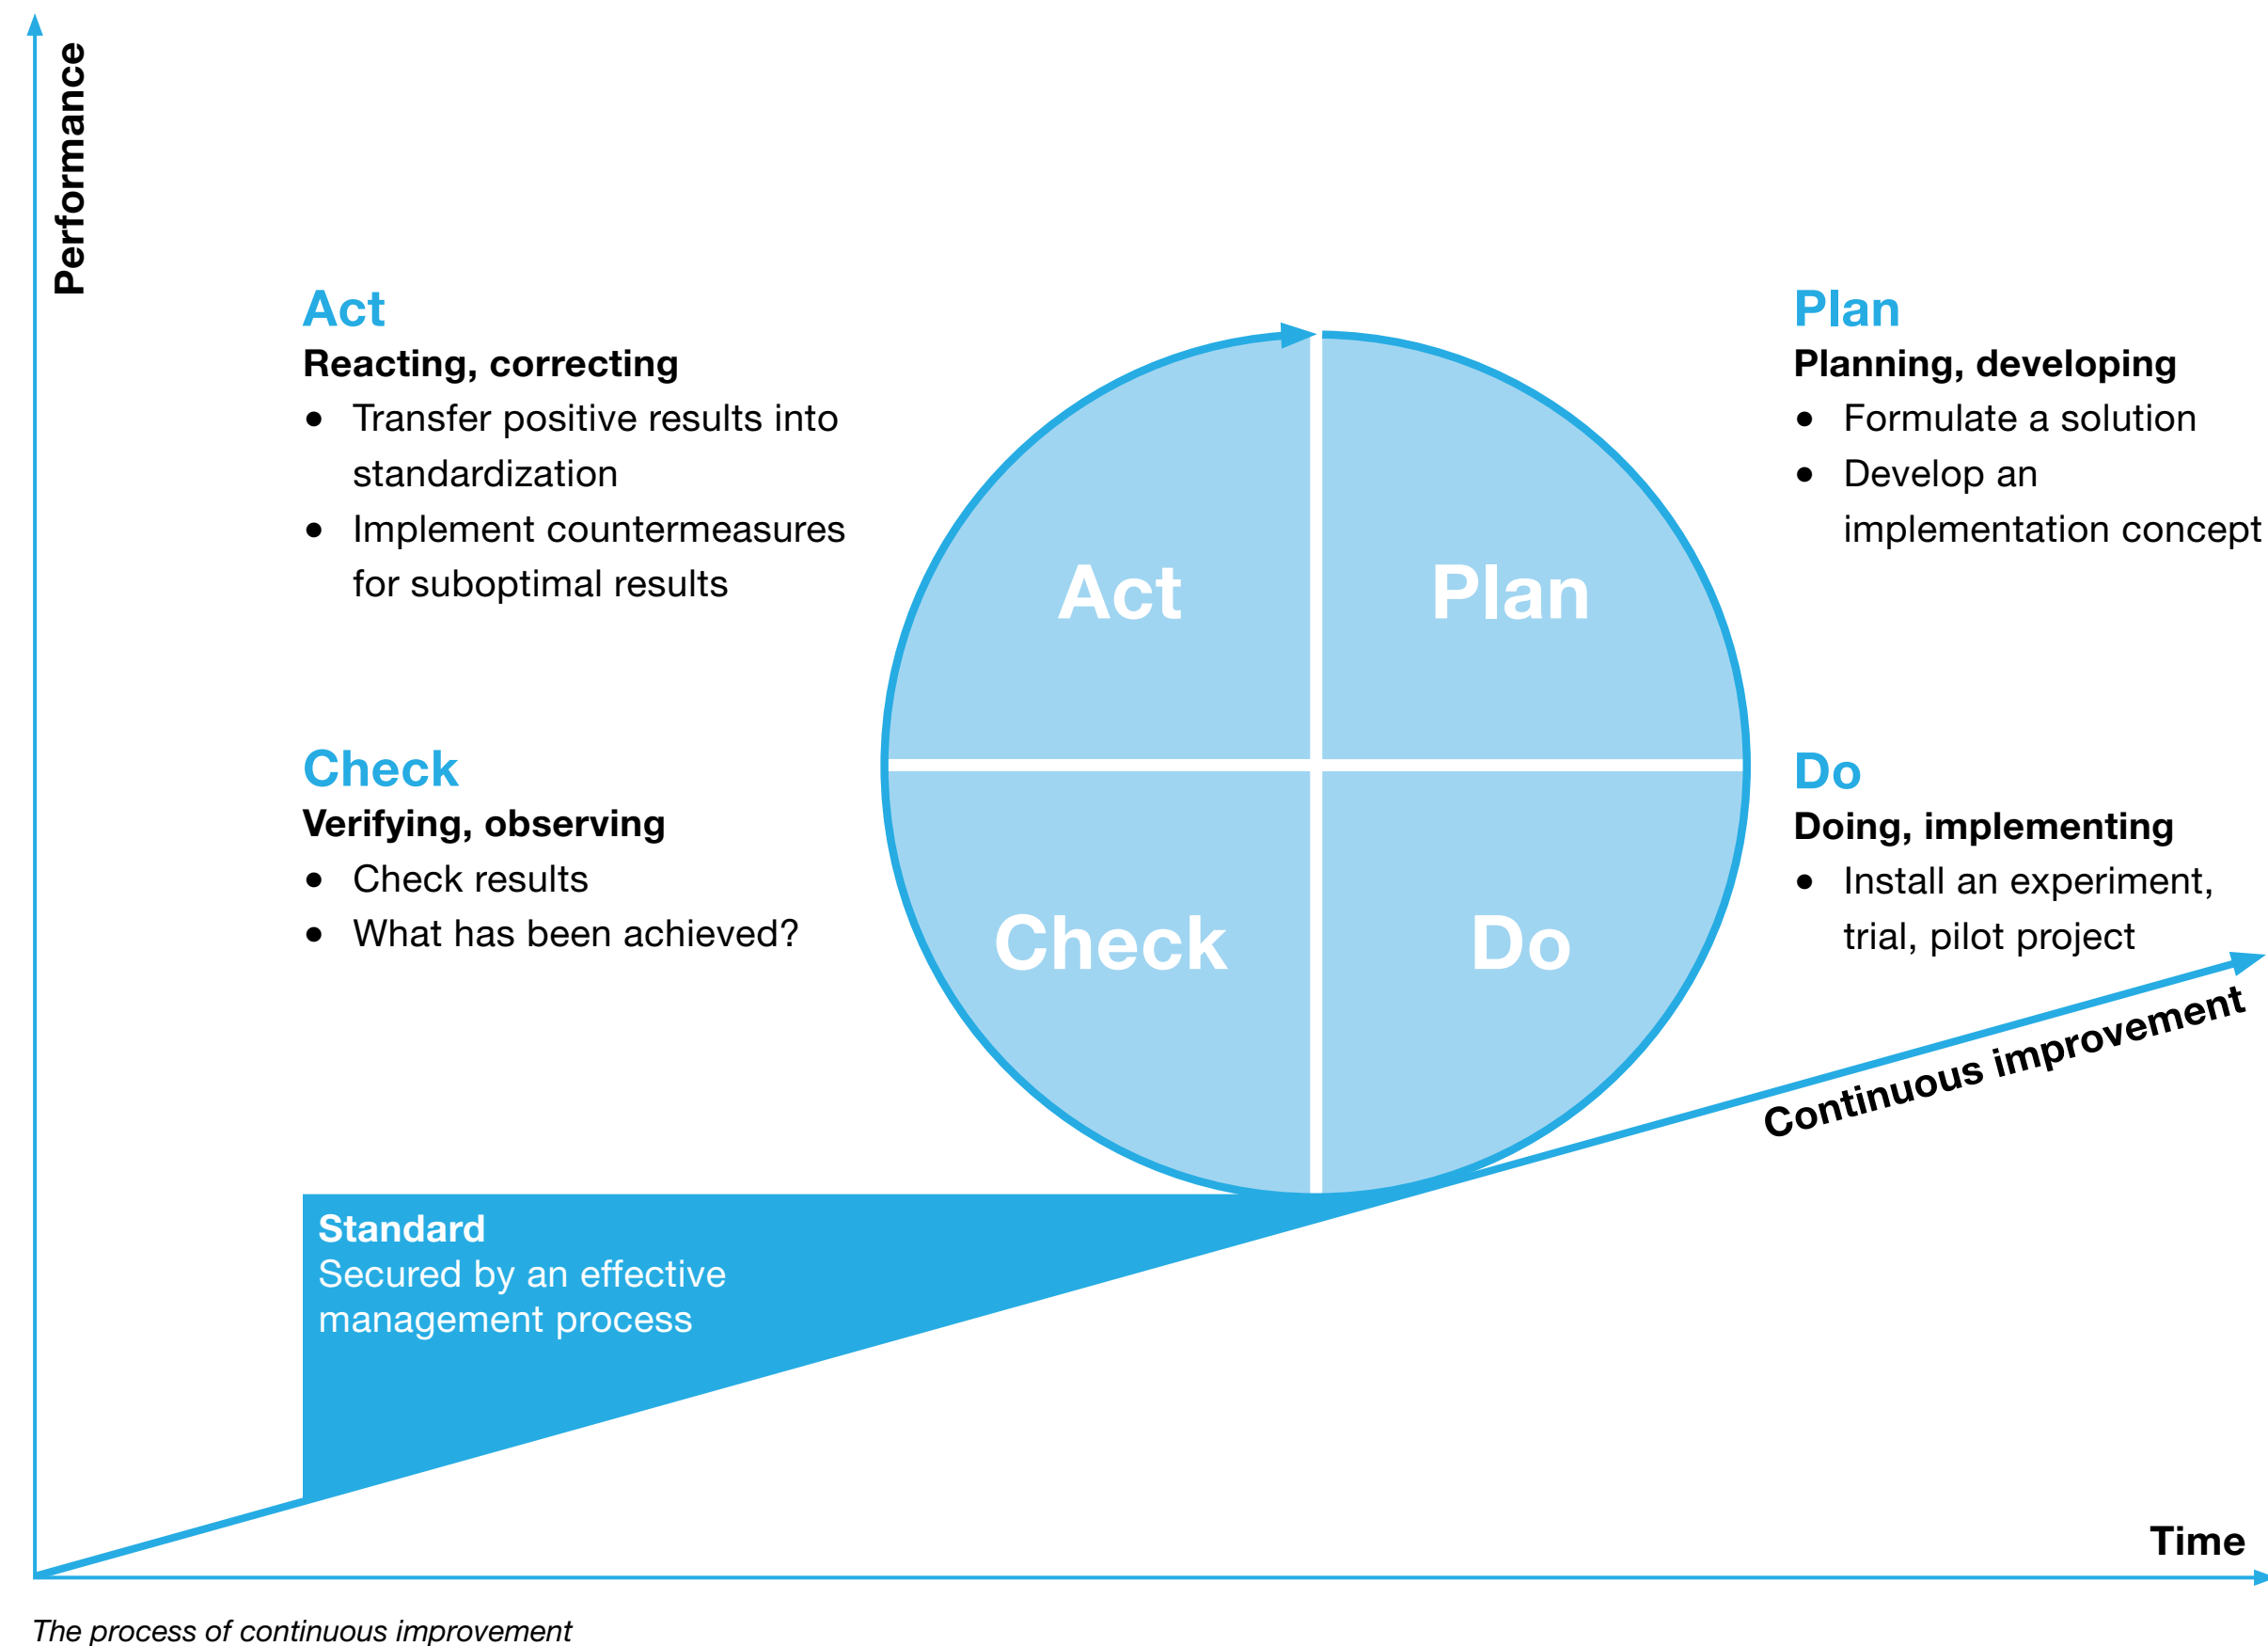 Performance
Act
Reacting, correcting
● Transfer positive results into
standardization
● Implement countermeasures
for suboptimal results
Plan
Planning, developing
● Formulate a solution
● Develop an
implementation concept
Act
Plan
Check
Verifying, observing
● Check results
● What has been achieved?
Do
Doing, implementing
● Install an experiment,
trial, pilot project
Check
Do
Continuous improvement
Standard
Secured by an effective
management process
Time
The process of continuous improvement